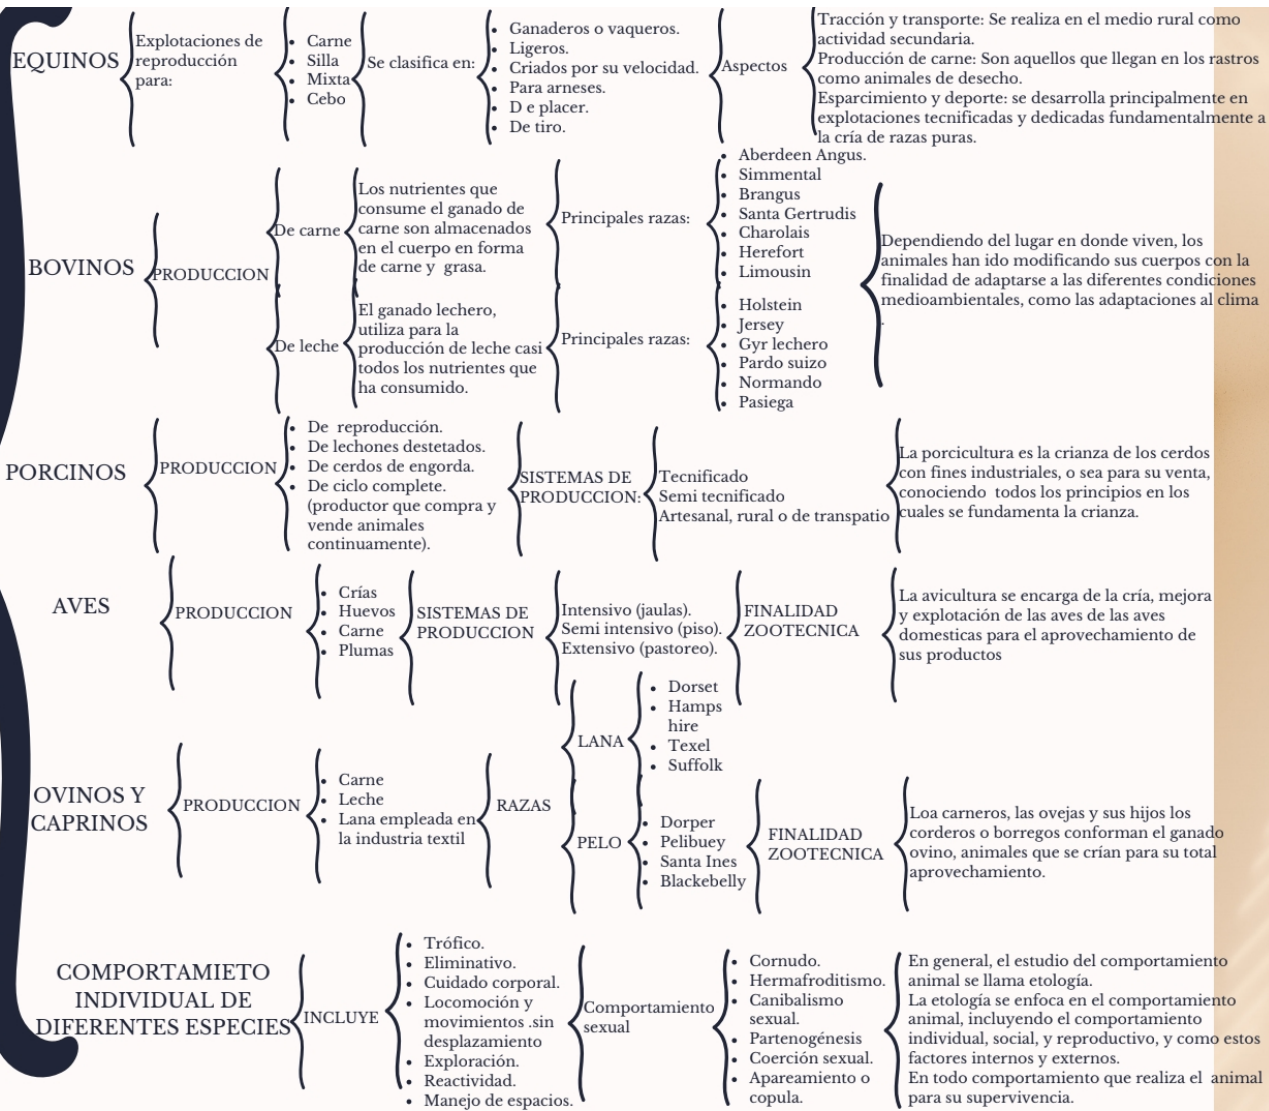 EQUINOS
Explotaciones de
reproducción
para:
• Carne
• Silla
• Mixta
• Cebo
Se clasifica en:
• Ganaderos o vaqueros.
• Ligeros.
• Criados por su velocidad.
• Para arneses.
• D e placer.
• De tiro.
Aspectos
Tracción y transporte: Se realiza en el medio rural como
actividad secundaria.
Producción de carne: Son aquellos que llegan en los rastros
como animales de desecho.
Esparcimiento y deporte: se desarrolla principalmente en
explotaciones tecnificadas y dedicadas fundamentalmente a
la cría de razas puras.
BOVINOS
PRODUCCION
De carne
Los nutrientes que
consume el ganado de
carne son almacenados
en el cuerpo en forma
de carne y grasa.
Principales razas:
• Aberdeen Angus.
• Simmental
• Brangus
• Santa Gertrudis
• Charolais
• Herefort
• Limousin
De leche
El ganado lechero,
utiliza para la
producción de leche casi
todos los nutrientes que
ha consumido.
Principales razas:
• Holstein
• Jersey
• Gyr lechero
• Pardo suizo
• Normando
• Pasiega
Dependiendo del lugar en donde viven, los
animales han ido modificando sus cuerpos con la
finalidad de adaptarse a las diferentes condiciones
medioambientales, como las adaptaciones al clima
.
PORCINOS
PRODUCCION
• De reproducción.
• De lechones destetados.
• De cerdos de engorda.
• De ciclo complete.
(productor que compra y
vende animales
continuamente).
SISTEMAS DE
PRODUCCION:
Tecnificado
Semi tecnificado
Artesanal, rural o de transpatio
La porcicultura es la crianza de los cerdos
con fines industriales, o sea para su venta,
conociendo todos los principios en los
cuales se fundamenta la crianza.
AVES
PRODUCCION
• Crías
• Huevos
• Carne
• Plumas
SISTEMAS DE
PRODUCCION
Intensivo (jaulas).
Semi intensivo (piso).
Extensivo (pastoreo).
FINALIDAD
ZOOTECNICA
La avicultura se encarga de la cría, mejora
y explotación de las aves de las aves
domesticas para el aprovechamiento de
sus productos
OVINOS Y
CAPRINOS
PRODUCCION
• Carne
• Leche
• Lana empleada en
la industria textil
RAZAS
LANA
• Dorset
• Hamps
hire
• Texel
• Suffolk
PELO
• Dorper
• Pelibuey
• Santa Ines
• Blackebelly
FINALIDAD
ZOOTECNICA
Loa carneros, las ovejas y sus hijos los
corderos o borregos conforman el ganado
ovino, animales que se crían para su total
aprovechamiento.
COMPORTAMIETO
INDIVIDUAL DE
DIFERENTES ESPECIES
INCLUYE
• Trófico.
• Eliminativo.
• Cuidado corporal.
• Locomoción y
movimientos .sin
desplazamiento
• Exploración.
• Reactividad.
• Manejo de espacios.
Comportamiento
sexual
• Cornudo.
• Hermafroditismo.
• Canibalismo
sexual.
• Partenogénesis
• Coerción sexual.
• Apareamiento o
copula.
En general, el estudio del comportamiento
animal se llama etología.
La etología se enfoca en el comportamiento
animal, incluyendo el comportamiento
individual, social, y reproductivo, y como estos
factores internos y externos.
En todo comportamiento que realiza el animal
para su supervivencia.